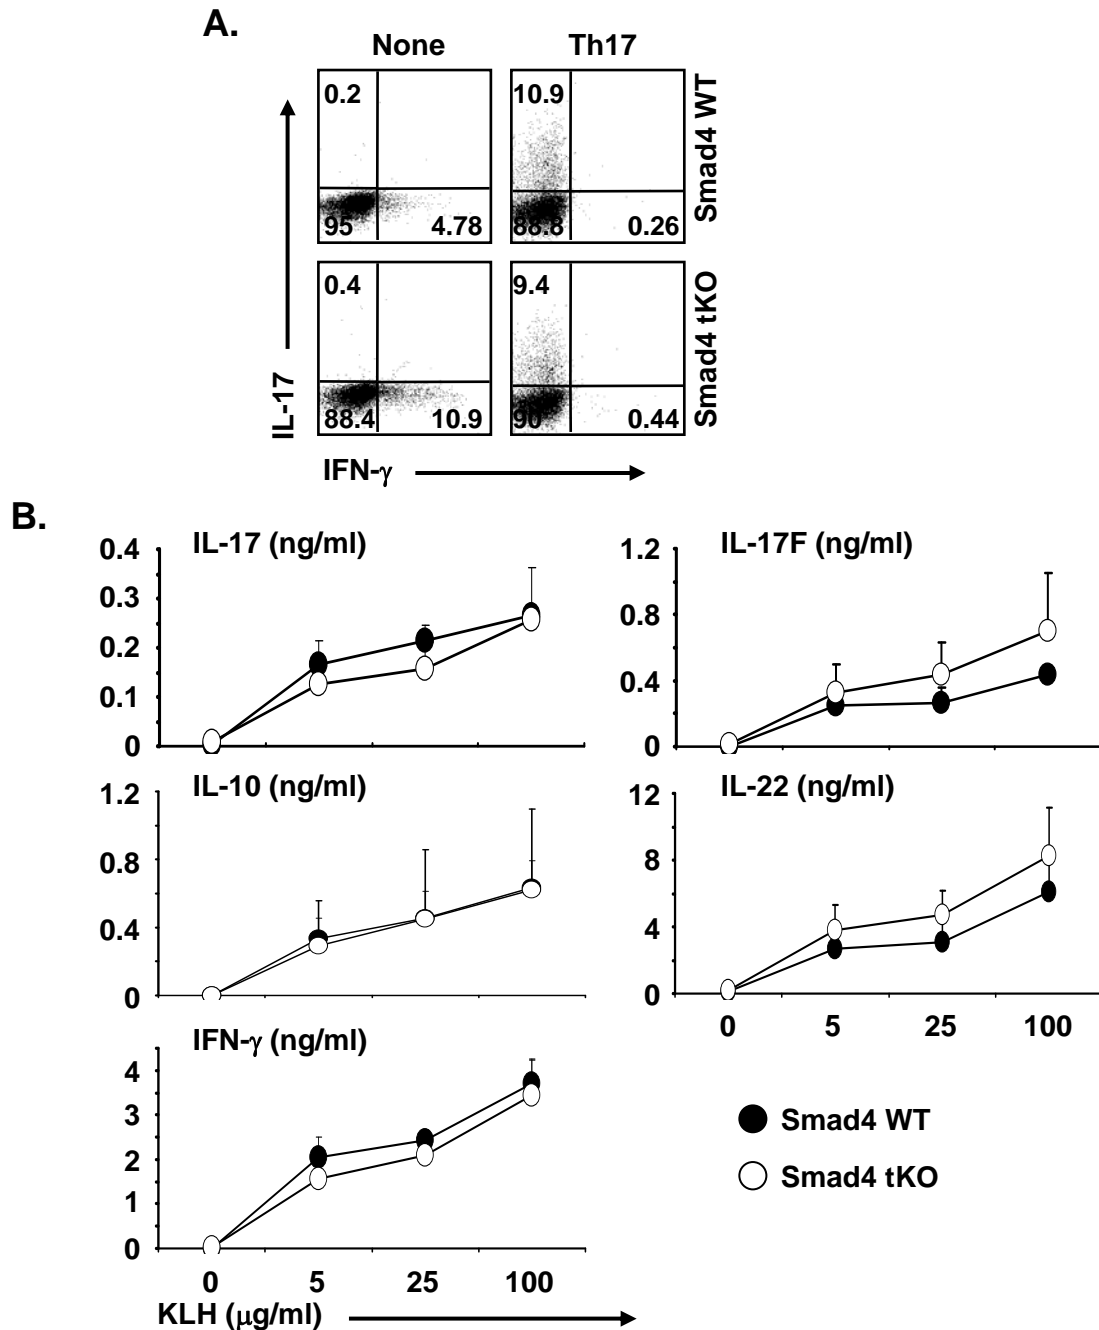 A.
None Th17
0.2 10.9
95 4.78 88.8 0.26
Smad4 WT
0.4 9.4
88.4 10.9 90 0.44
Smad4 tKO
IL-17
IFN-γ
B.
IL-17 (ng/ml)
0.4
0.3
0.2
0.1
0
IL-17F (ng/ml)
1.2
0.8
0.4
0
IL-10 (ng/ml)
1.2
0.8
0.4
0
IL-22 (ng/ml)
12
8
4
0
0 5 25 100
IFN-γ (ng/ml)
4
3
2
1
0
0 5 25 100
KLH (μg/ml)
Smad4 WT
Smad4 tKO